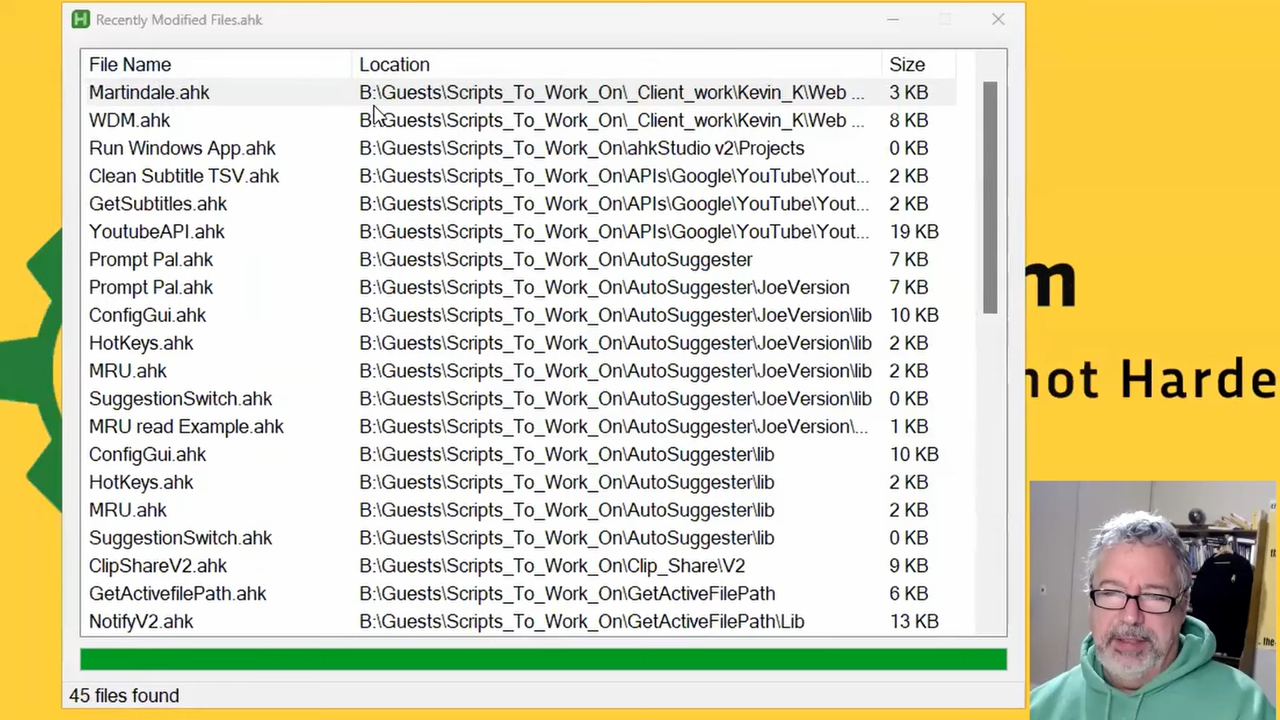 Recently Modified Files.ahk
File Name Location Size
Martindale.ahk B:\Guests\Scripts_To_Work_On\_Client_work\Kevin_K\Web ... 3 KB
WDM.ahk B:\Guests\Scripts_To_Work_On\_Client_work\Kevin_K\Web ... 8 KB
Run Windows App.ahk B:\Guests\Scripts_To_Work_On\ahkStudio v2\Projects 0 KB
Clean Subtitle TSV.ahk B:\Guests\Scripts_To_Work_On\APIs\Google\YouTube\Yout... 2 KB
GetSubtitles.ahk B:\Guests\Scripts_To_Work_On\APIs\Google\YouTube\Yout... 2 KB
YoutubeAPI.ahk B:\Guests\Scripts_To_Work_On\APIs\Google\YouTube\Yout... 19 KB
Prompt Pal.ahk B:\Guests\Scripts_To_Work_On\AutoSuggester 7 KB
Prompt Pal.ahk B:\Guests\Scripts_To_Work_On\AutoSuggester\JoeVersion 7 KB
ConfigGui.ahk B:\Guests\Scripts_To_Work_On\AutoSuggester\JoeVersion\lib 10 KB
HotKeys.ahk B:\Guests\Scripts_To_Work_On\AutoSuggester\JoeVersion\lib 2 KB
MRU.ahk B:\Guests\Scripts_To_Work_On\AutoSuggester\JoeVersion\lib 2 KB
SuggestionSwitch.ahk B:\Guests\Scripts_To_Work_On\AutoSuggester\JoeVersion\lib 0 KB
MRU read Example.ahk B:\Guests\Scripts_To_Work_On\AutoSuggester\JoeVersion\... 1 KB
ConfigGui.ahk B:\Guests\Scripts_To_Work_On\AutoSuggester\lib 10 KB
HotKeys.ahk B:\Guests\Scripts_To_Work_On\AutoSuggester\lib 2 KB
MRU.ahk B:\Guests\Scripts_To_Work_On\AutoSuggester\lib 2 KB
SuggestionSwitch.ahk B:\Guests\Scripts_To_Work_On\AutoSuggester\lib 0 KB
ClipShareV2.ahk B:\Guests\Scripts_To_Work_On\Clip_Share\V2 9 KB
GetActivefilePath.ahk B:\Guests\Scripts_To_Work_On\GetActiveFilePath 6 KB
NotifyV2.ahk B:\Guests\Scripts_To_Work_On\GetActiveFilePath\Lib 13 KB
45 files found
m
not Harde